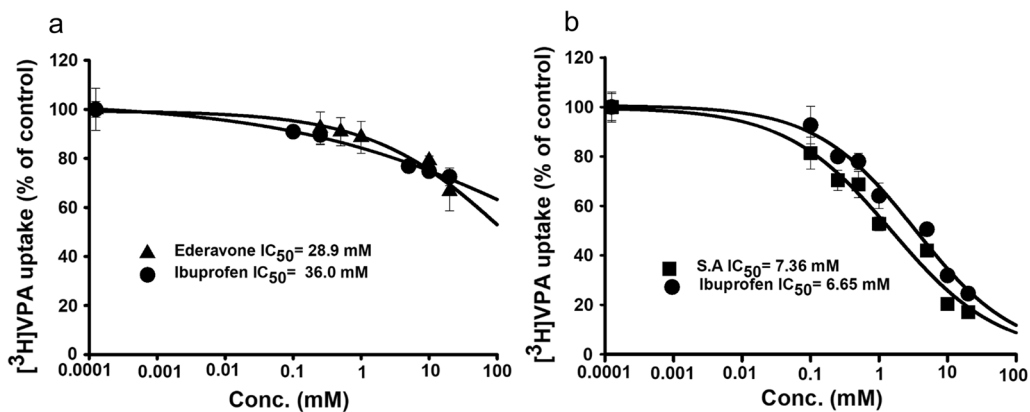 a
[³H]VPA uptake (% of control)
120
100
80
60
40
20
0
Ederavone IC50= 28.9 mM
Ibuprofen IC50= 36.0 mM
0.0001 0.001 0.01 0.1 1 10 100
Conc. (mM)
b
[³H]VPA uptake (% of control)
120
100
80
60
40
20
0
S.A IC50= 7.36 mM
Ibuprofen IC50= 6.65 mM
0.0001 0.001 0.01 0.1 1 10 100
Conc. (mM)